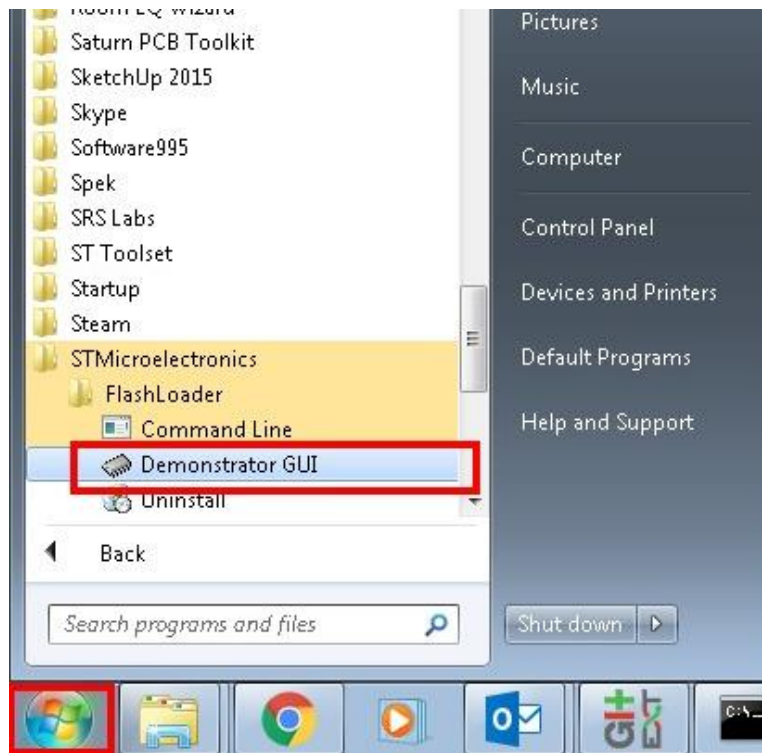 Saturn PCB Toolkit
SketchUp 2015
Skype
Software995
Spek
SRS Labs
ST Toolset
Startup
Steam
STMicroelectronics
FlashLoader
Command Line
Demonstrator GUI
Uninstall
Back
Search programs and files
Pictures
Music
Computer
Control Panel
Devices and Printers
Default Programs
Help and Support
Shut down
Git
EXT
C:\_